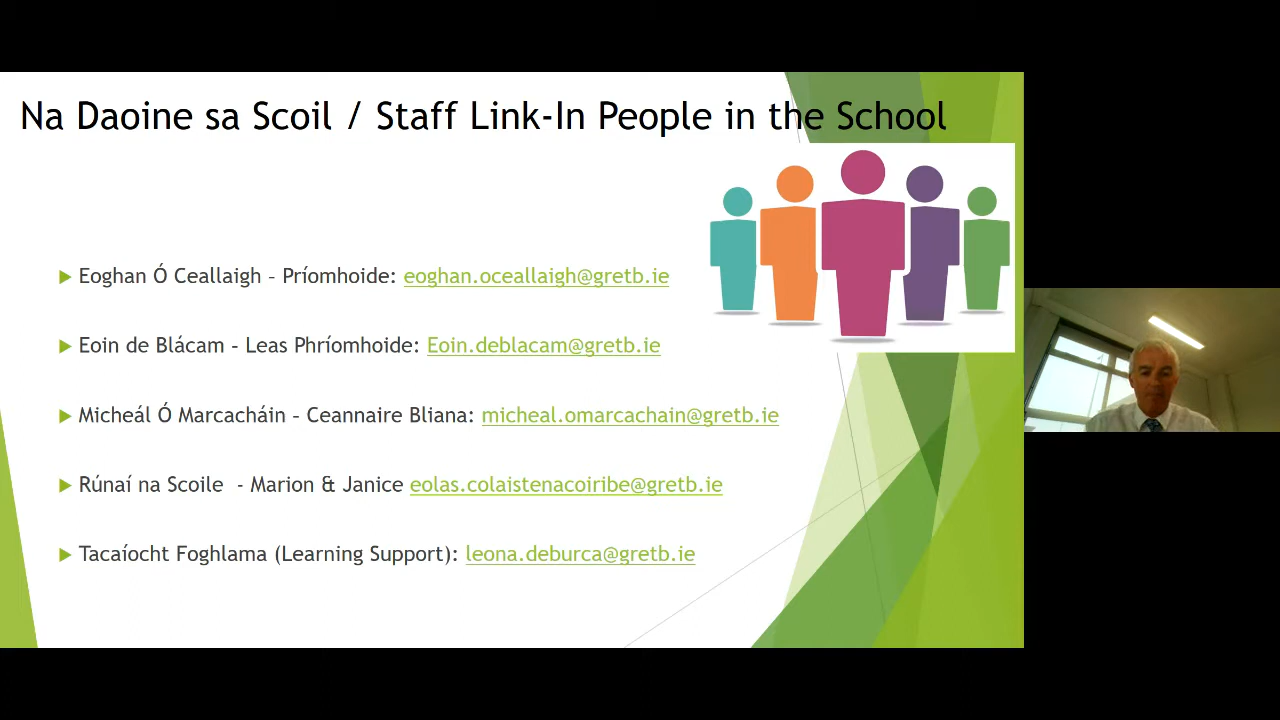 Na Daoine sa Scoil / Staff Link-In People in the School
Eoghan Ó Ceallaigh – Príomhoide: eoghan.oceallaigh@gretb.ie
Eoin de Blácam – Leas Phríomhoide: Eoin.deblacam@gretb.ie
Micheál Ó Marcacháin – Ceannaire Bliana: micheal.omarcachain@gretb.ie
Rúnaí na Scoile - Marion & Janice eolas.colaistenacoiribe@gretb.ie
Tacaíocht Foghlama (Learning Support): leona.deburca@gretb.ie